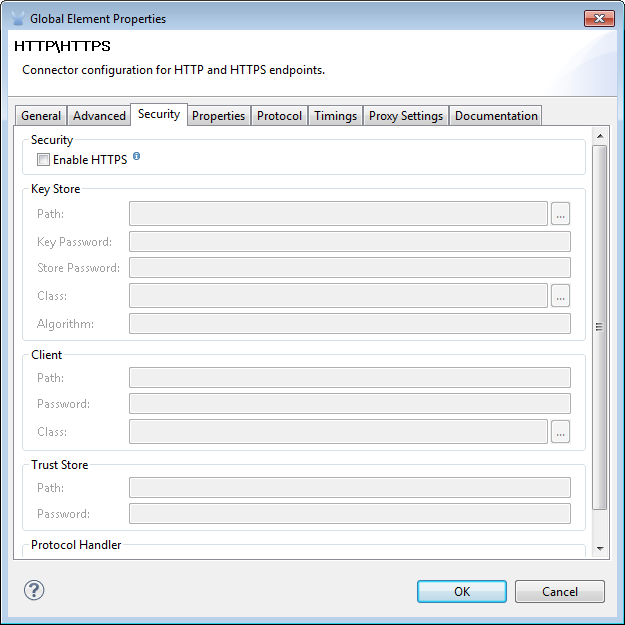 Global Element Properties
HTTP\HTTPS
Connector configuration for HTTP and HTTPS endpoints.
General Advanced Security Properties Protocol Timings Proxy Settings Documentation
Security
Enable HTTPS
Key Store
Path: ...
Key Password:
Store Password:
Class: ...
Algorithm:
Client
Path:
Password:
Class: ...
Trust Store
Path:
Password:
Protocol Handler
OK Cancel